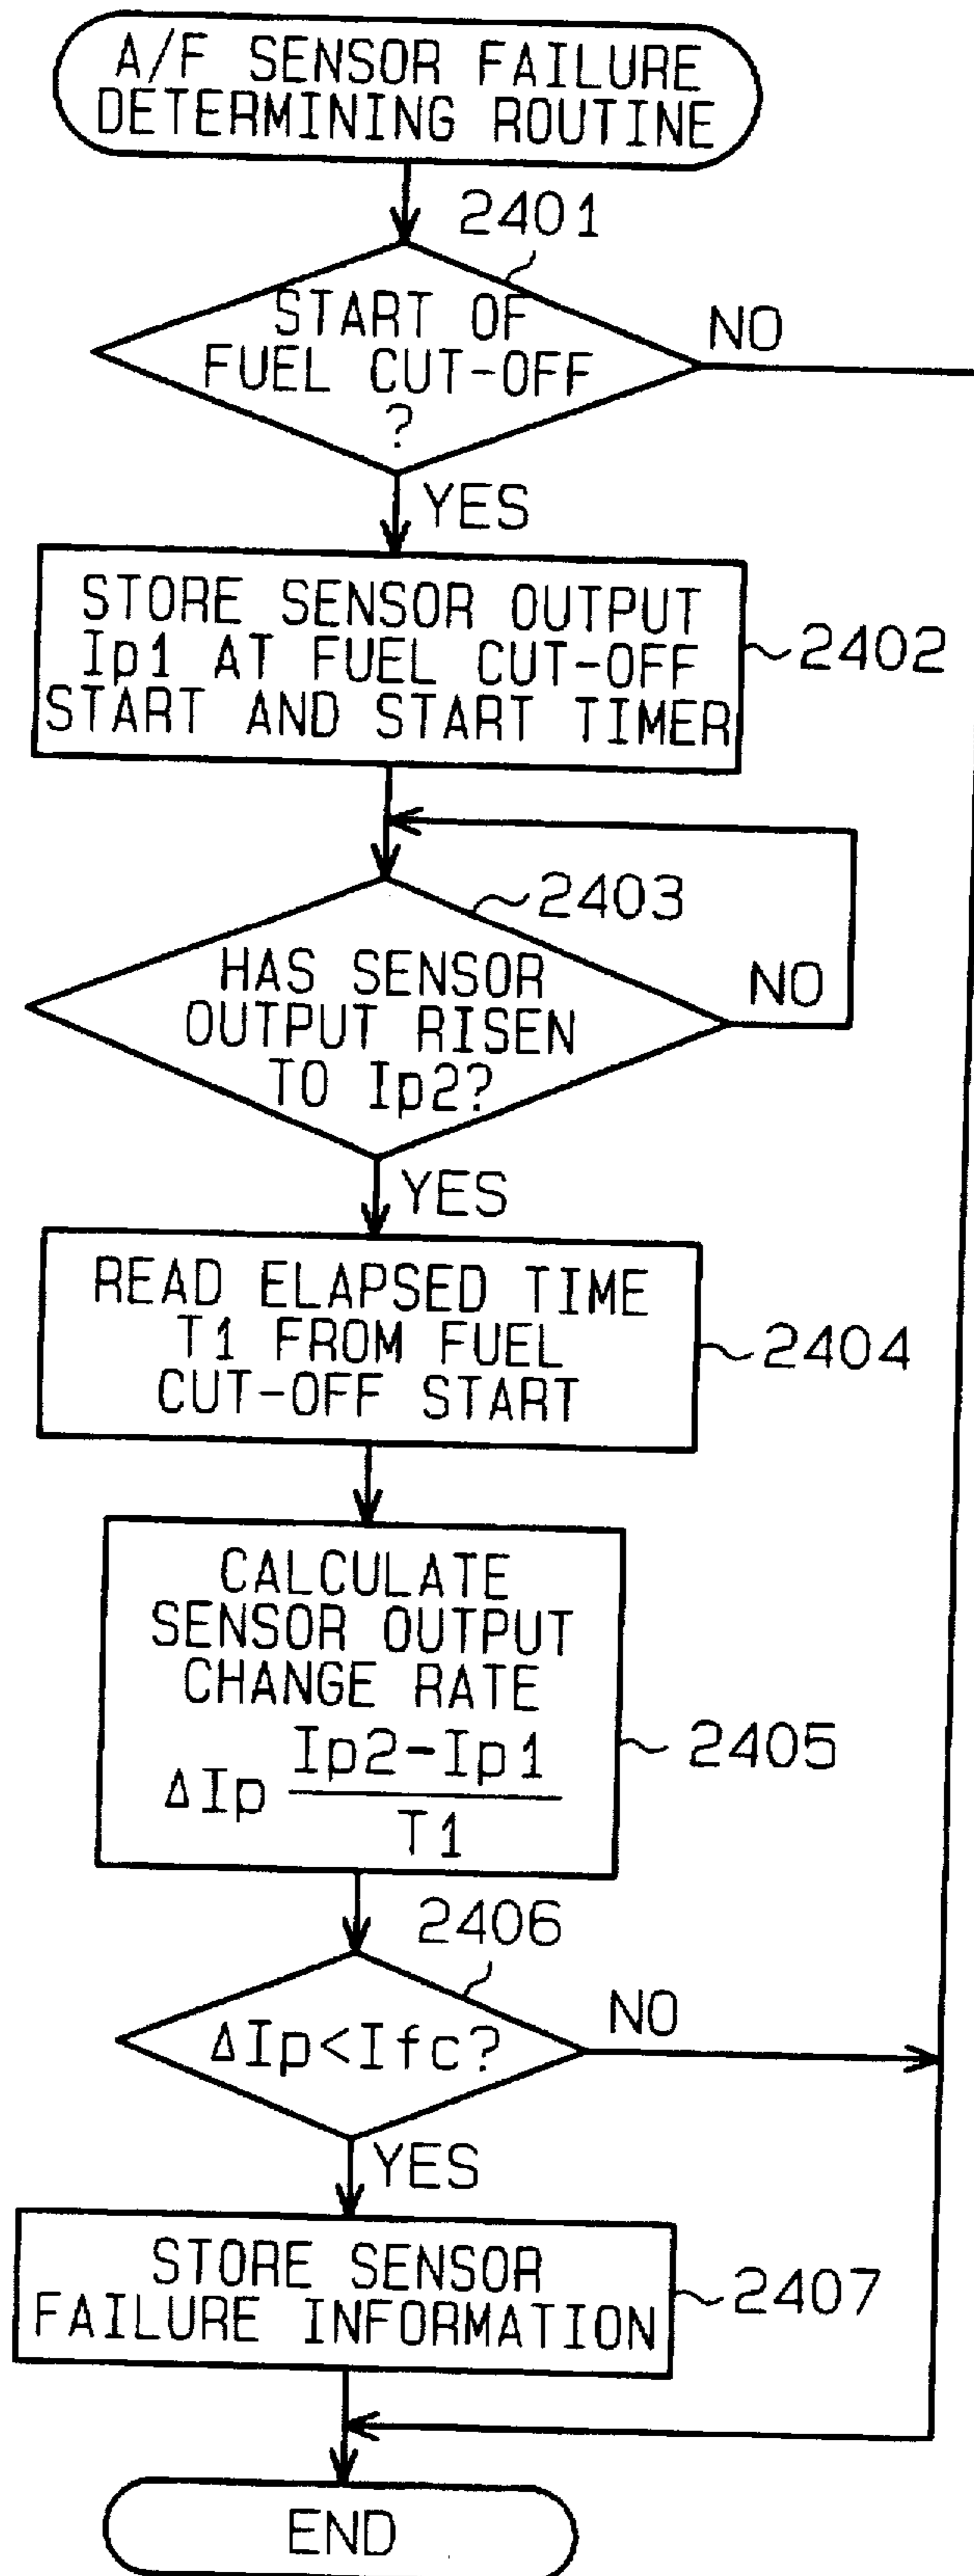 A/F SENSOR FAILURE
DETERMINING ROUTINE
2401
START OF
FUEL CUT-OFF
?
NO
YES
STORE SENSOR OUTPUT
Ip1 AT FUEL CUT-OFF
START AND START TIMER
2402
2403
HAS SENSOR
OUTPUT RISEN
TO Ip2?
NO
YES
READ ELAPSED TIME
T1 FROM FUEL
CUT-OFF START
2404
CALCULATE
SENSOR OUTPUT
CHANGE RATE
ΔIp Ip2-Ip1
T1
2405
2406
ΔIp<Ifc?
NO
YES
STORE SENSOR
FAILURE INFORMATION
2407
END